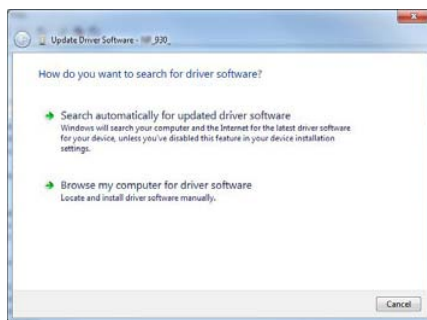 Update Driver Software - _930_
How do you want to search for driver software?
Search automatically for updated driver software
Windows will search your computer and the Internet for the latest driver software
for your device, unless you've disabled this feature in your device installation
settings.
Browse my computer for driver software
Locate and install driver software manually.
Cancel